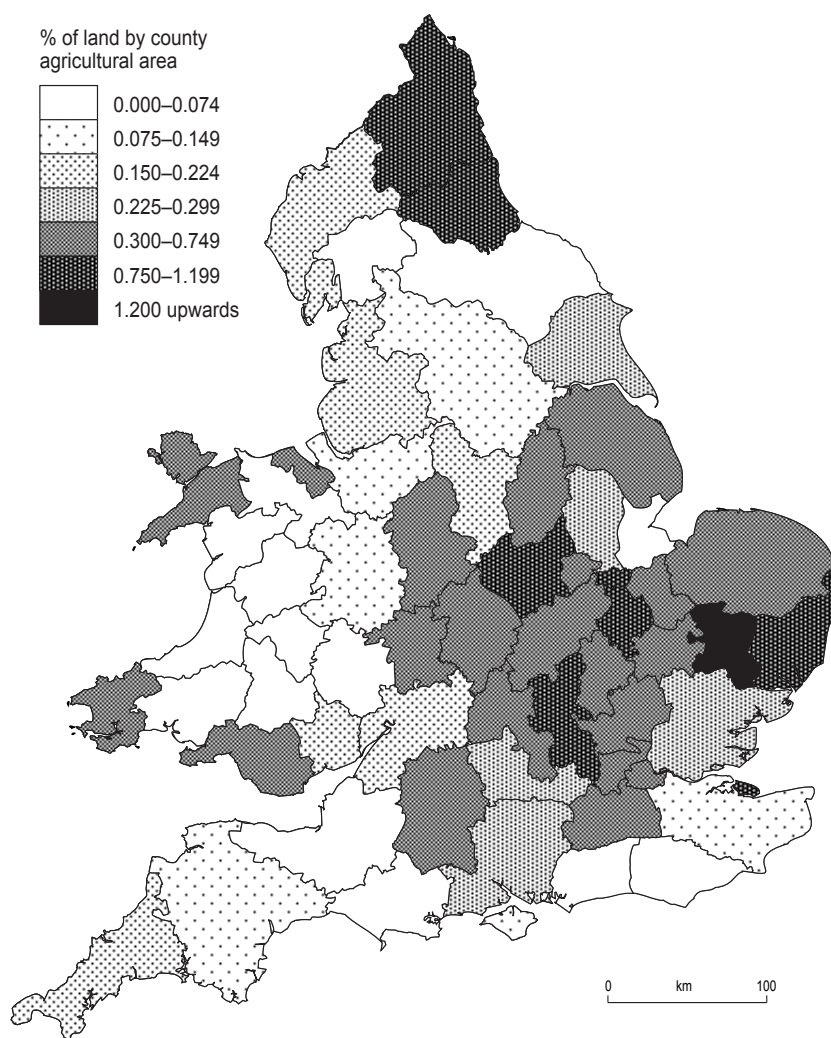 % of land by county
agricultural area
0.000–0.074
0.075–0.149
0.150–0.224
0.225–0.299
0.300–0.749
0.750–1.199
1.200 upwards
0 km 100